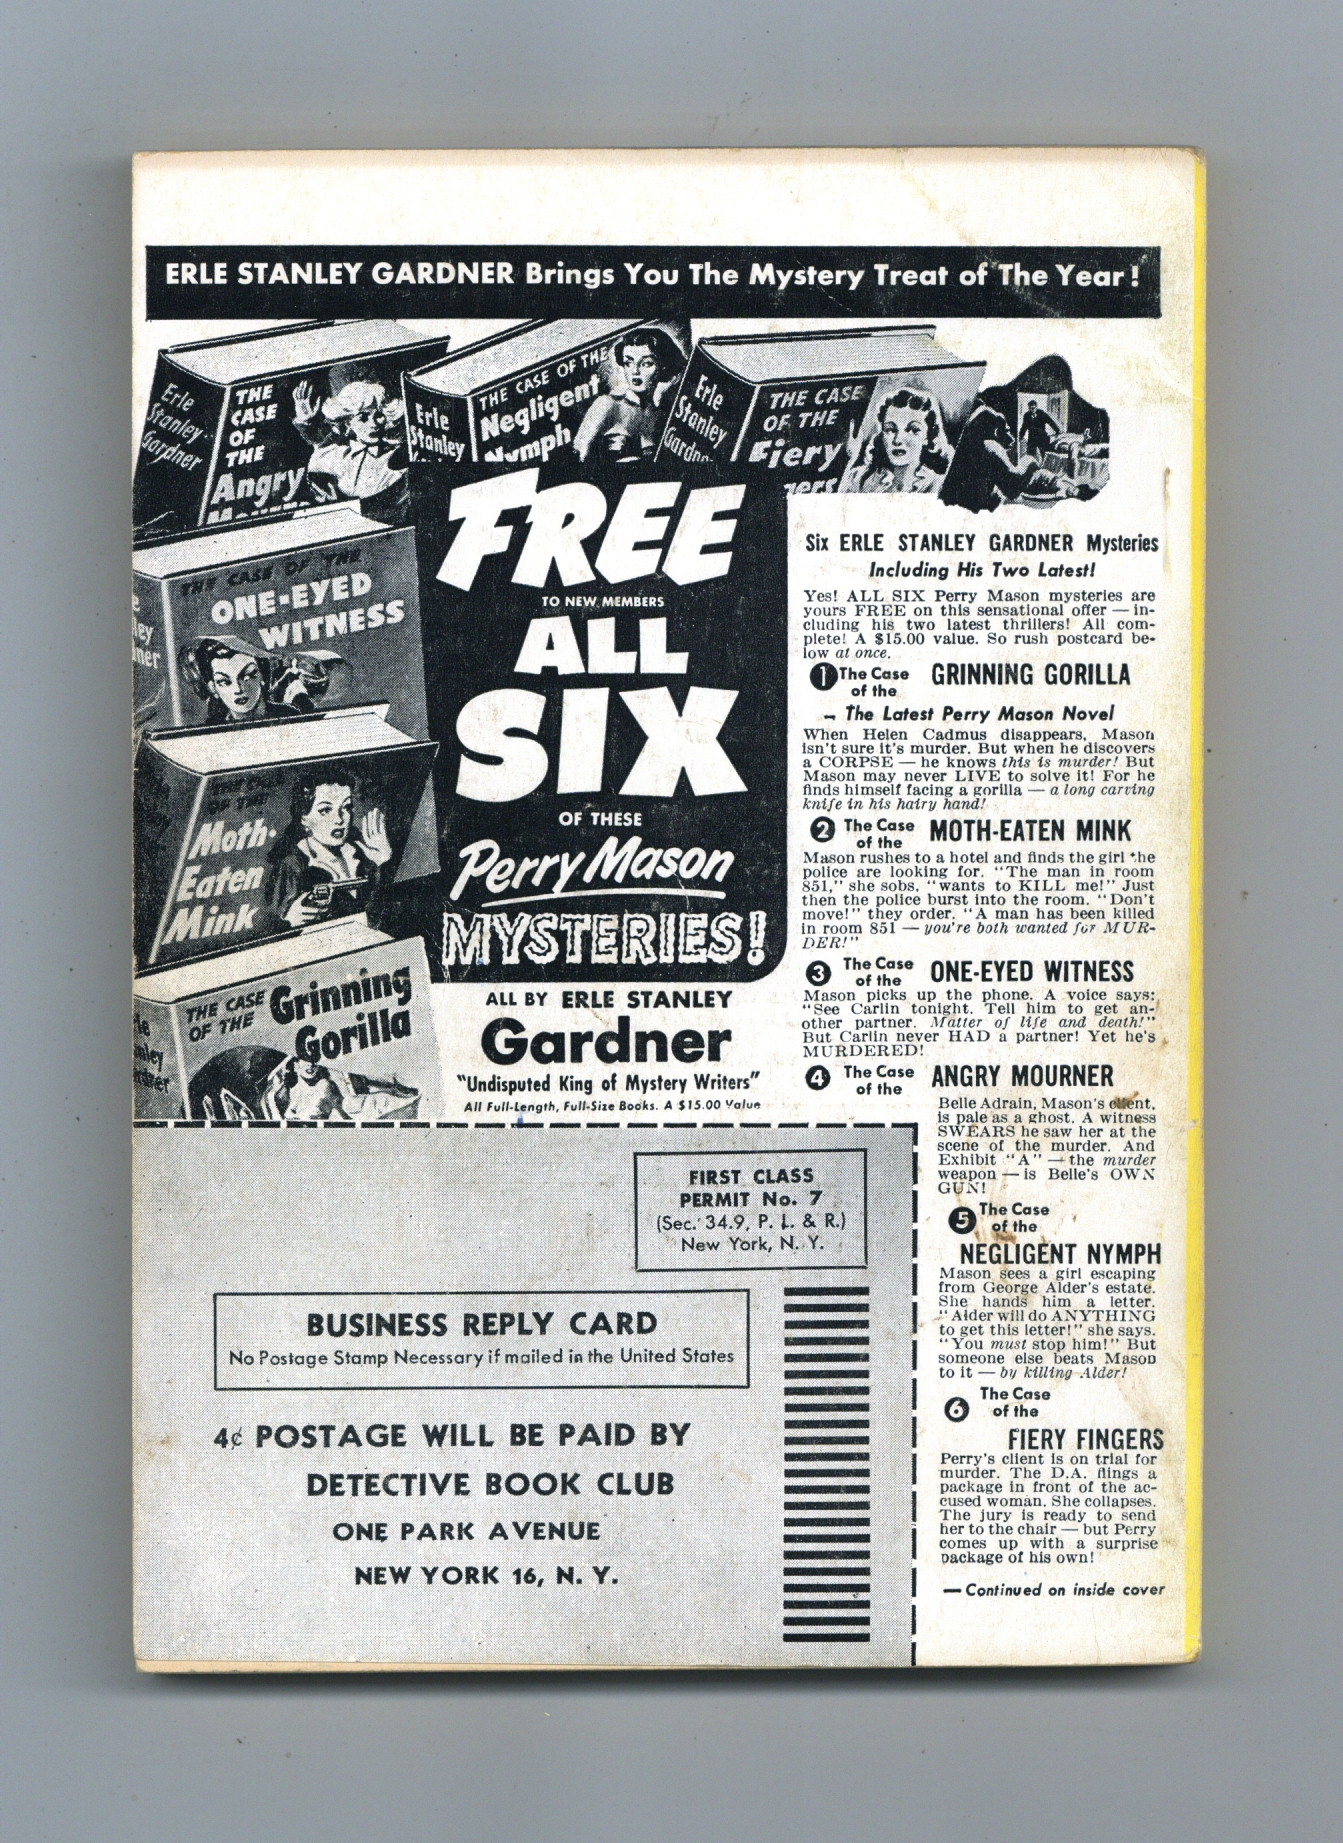 ERLE STANLEY GARDNER Brings You The Mystery Treat of The Year!
Erle
Stanley
Gardner
THE
CASE
OF
THE
Angry
Erle
Stanley
THE CASE OF THE
Negligent
Nymph
Erle
Stanley
THE CASE
OF THE
Fiery
THE CASE OF THE
ONE-EYED
WITNESS
THE CASE
OF THE
Moth-
Eaten
Mink
THE CASE
OF THE
Grinning
Gorilla
FREE
TO NEW MEMBERS
ALL
SIX
OF THESE
Perry Mason
MYSTERIES!
ALL BY ERLE STANLEY
Gardner
"Undisputed King of Mystery Writers"
All Full-Length, Full-Size Books. A $15.00 Value
Six ERLE STANLEY GARDNER Mysteries
Including His Two Latest!
Yes! ALL SIX Perry Mason mysteries are
yours FREE on this sensational offer — in-
cluding his two latest thrillers! All com-
plete! A $15.00 value. So rush postcard be-
low at once.
1 The Case
of the GRINNING GORILLA
– The Latest Perry Mason Novel
When Helen Cadmus disappears, Mason
isn't sure it's murder. But when he discovers
a CORPSE — he knows this is murder! But
Mason may never LIVE to solve it! For he
finds himself facing a gorilla — a long carving
knife in his hairy hand!
2 The Case
of the MOTH-EATEN MINK
Mason rushes to a hotel and finds the girl the
police are looking for. "The man in room
851," she sobs, "wants to KILL me!" Just
then the police burst into the room. "Don't
move!" they order. "A man has been killed
in room 851 — you're both wanted for MUR-
DER!"
3 The Case
of the ONE-EYED WITNESS
Mason picks up the phone. A voice says:
"See Carlin tonight. Tell him to get an-
other partner. Matter of life and death!"
But Carlin never HAD a partner! Yet he's
MURDERED!
4 The Case
of the ANGRY MOURNER
Belle Adrain, Mason's client,
is pale as a ghost. A witness
SWEARS he saw her at the
scene of the murder. And
Exhibit "A" — the murder
weapon — is Belle's OWN
GUN!
5 The Case
of the
NEGLIGENT NYMPH
Mason sees a girl escaping
from George Alder's estate.
She hands him a letter.
"Alder will do ANYTHING
to get this letter!" she says.
"You must stop him!" But
someone else beats Mason
to it — by killing Alder!
6 The Case
of the
FIERY FINGERS
Perry's client is on trial for
murder. The D.A. flings a
package in front of the ac-
cused woman. She collapses.
The jury is ready to send
her to the chair — but Perry
comes up with a surprise
package of his own!
— Continued on inside cover
FIRST CLASS
PERMIT No. 7
(Sec. 34.9, P. L. & R.)
New York, N. Y.
BUSINESS REPLY CARD
No Postage Stamp Necessary if mailed in the United States
4¢ POSTAGE WILL BE PAID BY
DETECTIVE BOOK CLUB
ONE PARK AVENUE
NEW YORK 16, N. Y.